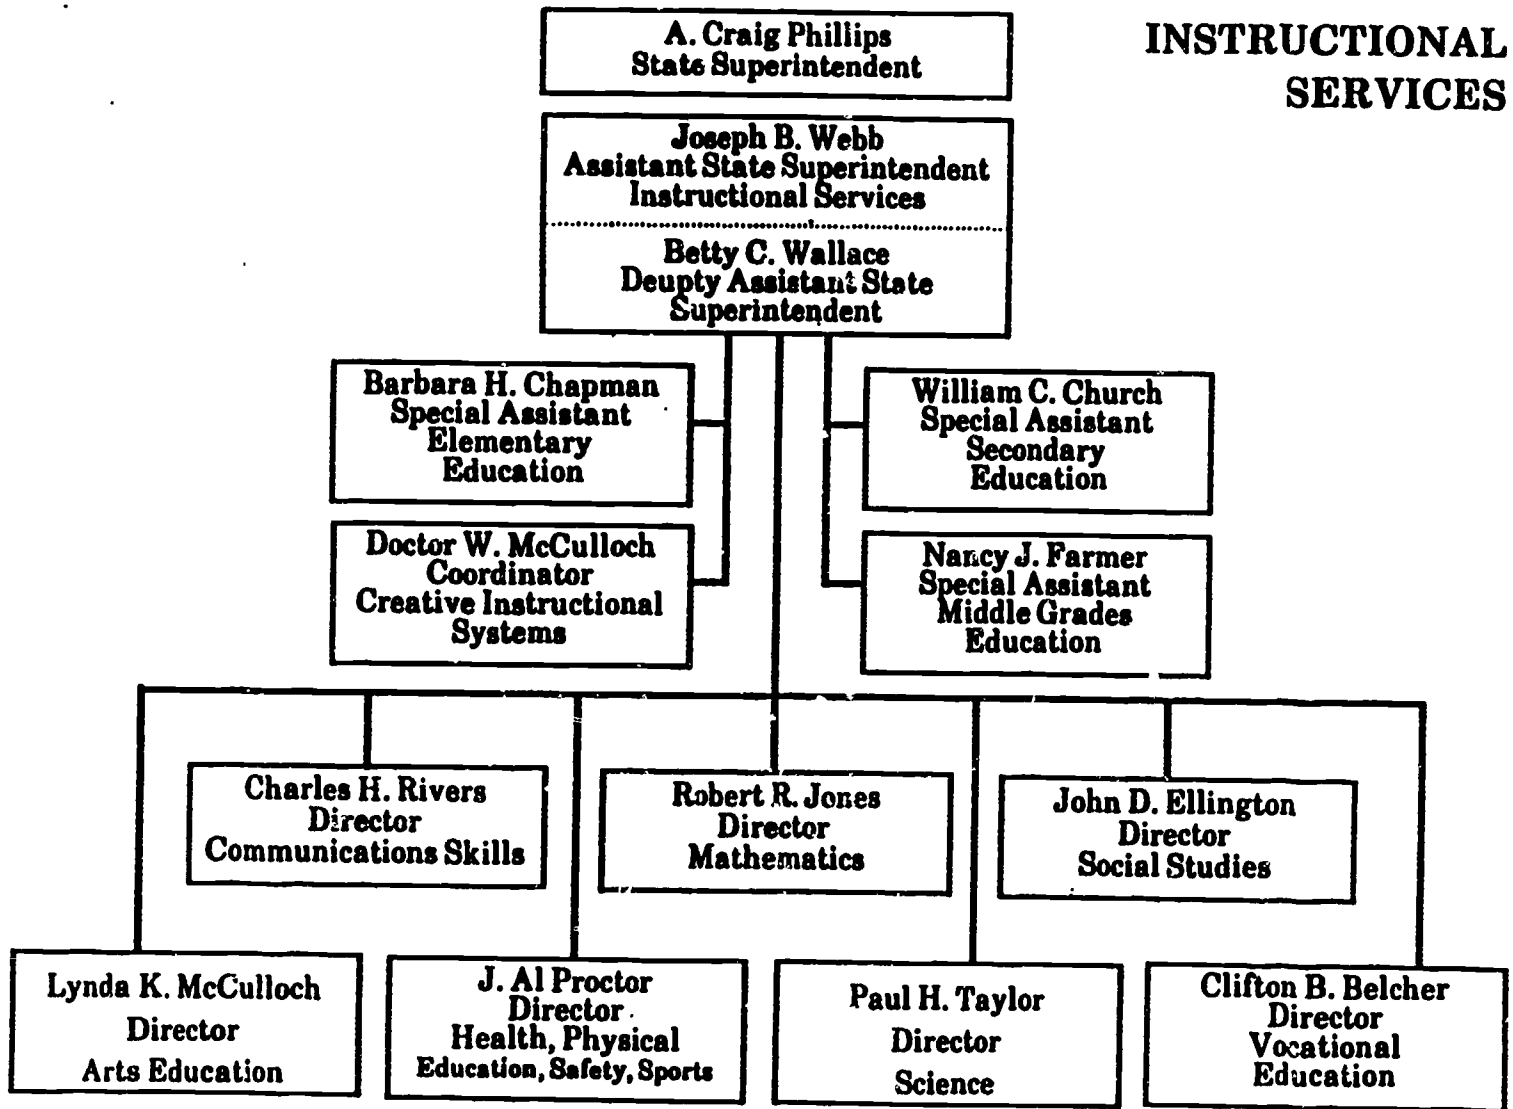 INSTRUCTIONAL
SERVICES
A. Craig Phillips
State Superintendent
Joseph B. Webb
Assistant State Superintendent
Instructional Services
Betty C. Wallace
Deupty Assistant State
Superintendent
Barbara H. Chapman
Special Assistant
Elementary
Education
William C. Church
Special Assistant
Secondary
Education
Doctor W. McCulloch
Coordinator
Creative Instructional
Systems
Nancy J. Farmer
Special Assistant
Middle Grades
Education
Charles H. Rivers
Director
Communications Skills
Robert R. Jones
Director
Mathematics
John D. Ellington
Director
Social Studies
Lynda K. McCulloch
Director
Arts Education
J. Al Proctor
Director
Health, Physical
Education, Safety, Sports
Paul H. Taylor
Director
Science
Clifton B. Belcher
Director
Vocational
Education